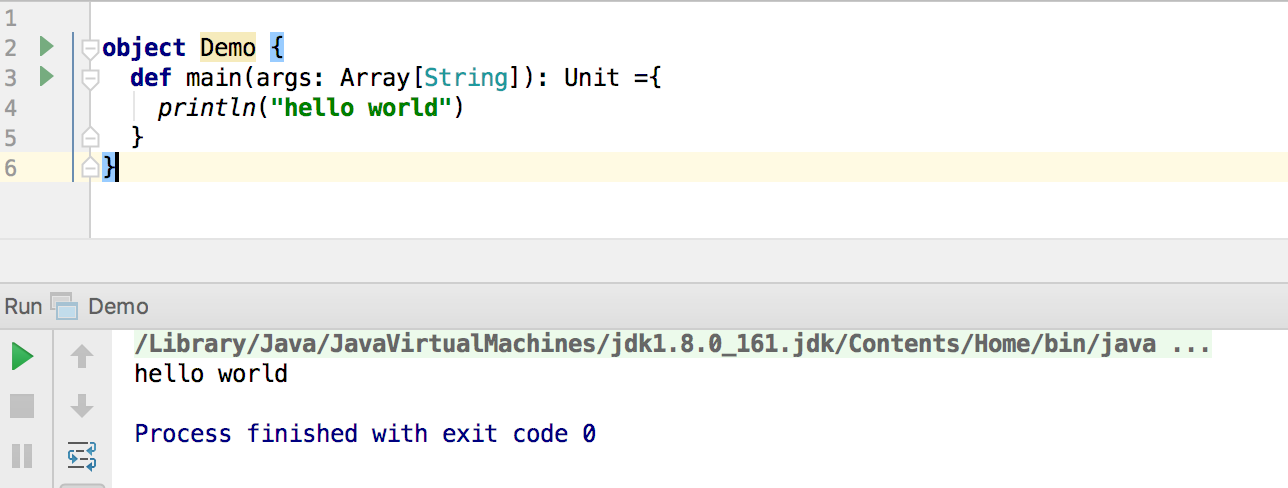 1
2 object Demo {
3 def main(args: Array[String]): Unit ={
4 println("hello world")
5 }
6 }
Run Demo
/Library/Java/JavaVirtualMachines/jdk1.8.0_161.jdk/Contents/Home/bin/java ...
hello world
Process finished with exit code 0